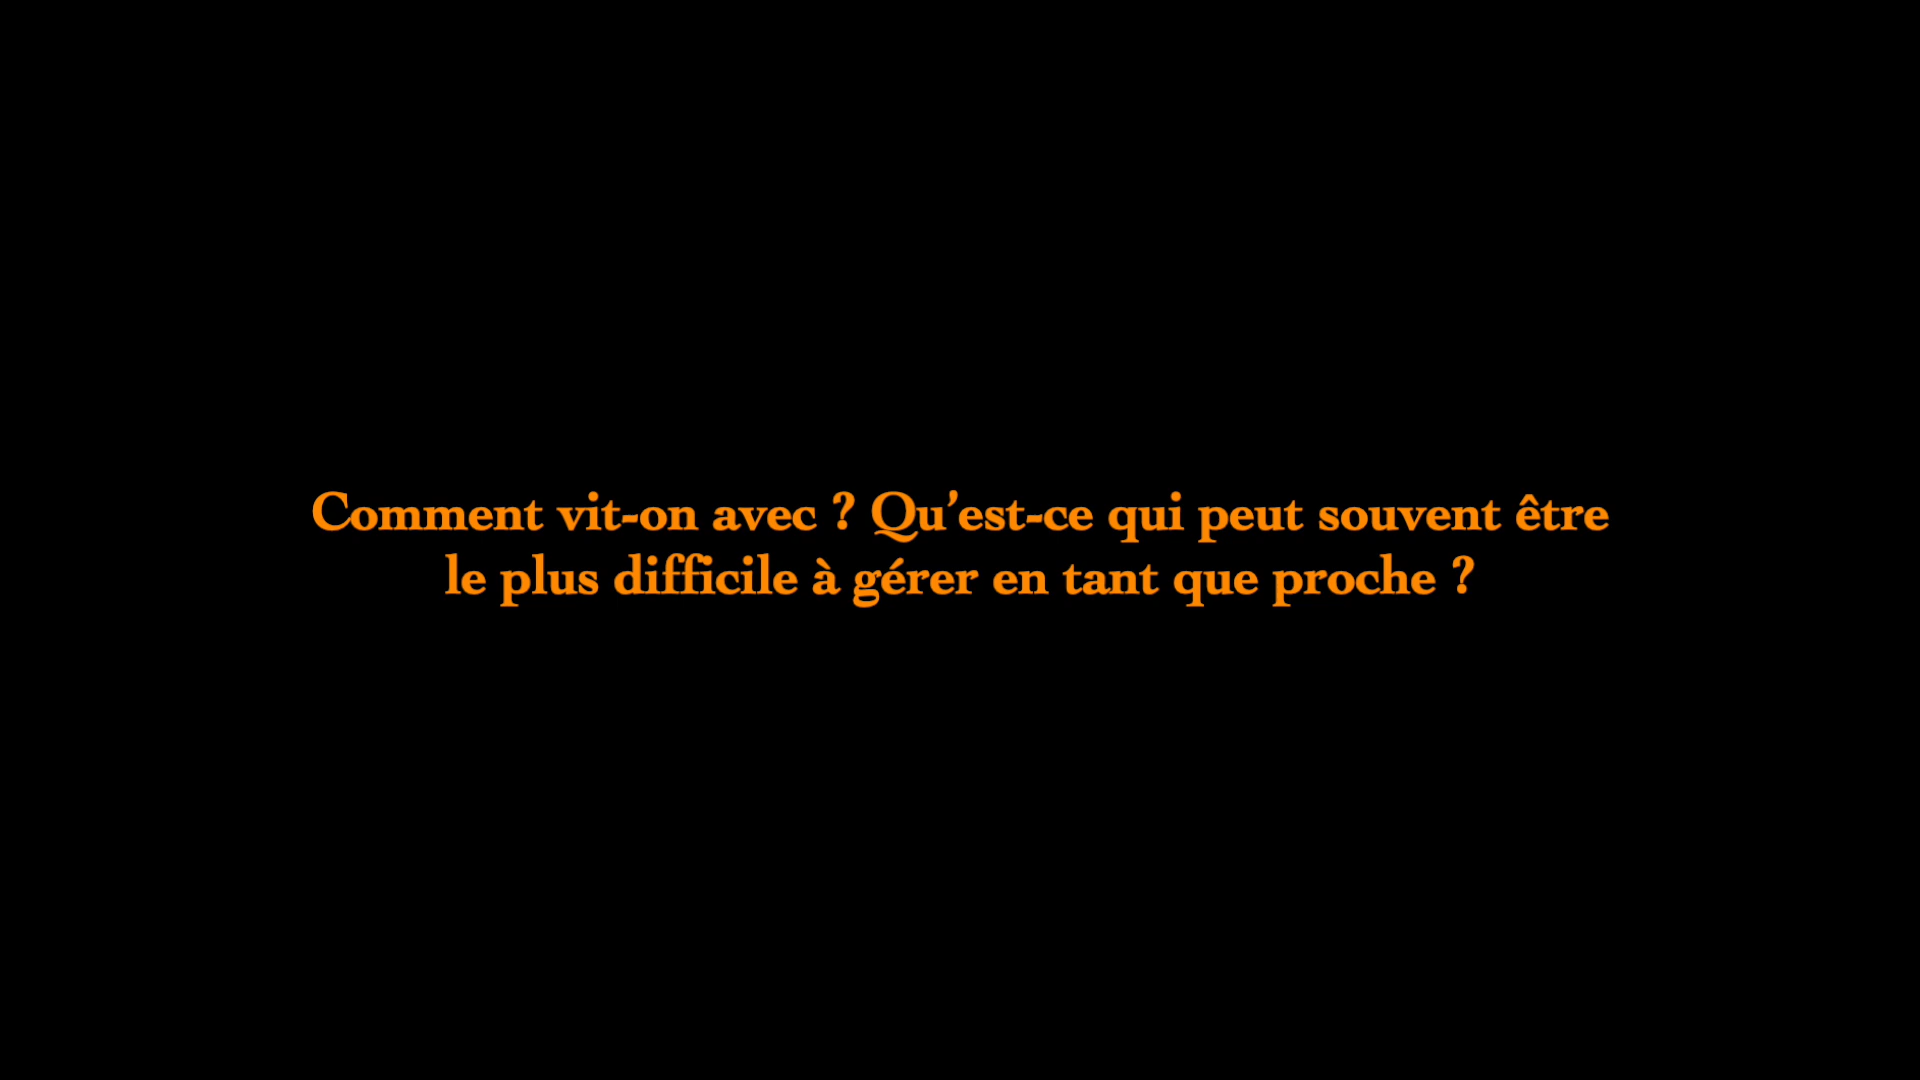 Comment vit-on avec ? Qu’est-ce qui peut souvent être
le plus difficile à gérer en tant que proche ?